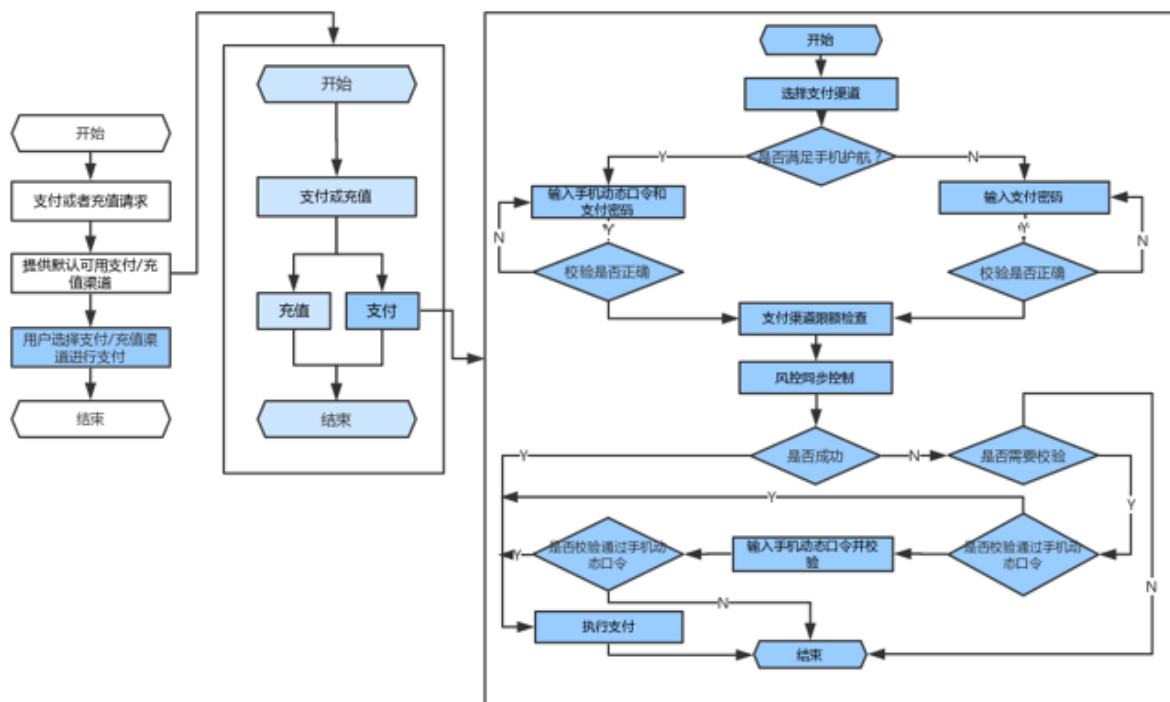 开始
支付或者充值请求
提供默认可用支付/充
值渠道
用户选择支付/充值渠
道进行支付
结束
开始
支付或充值
充值
支付
结束
开始
选择支付渠道
是否满足手机护航？
Y
N
输入手机动态口令和
支付密码
输入支付密码
N
Y
Y
N
校验是否正确
校验是否正确
支付渠道限额检查
风控同步控制
是否成功
Y
N
是否需要校验
Y
Y
是否校验通过手机动
态口令
Y
输入手机动态口令并校
验
是否校验通过手机动
态口令
N
N
执行支付
结束